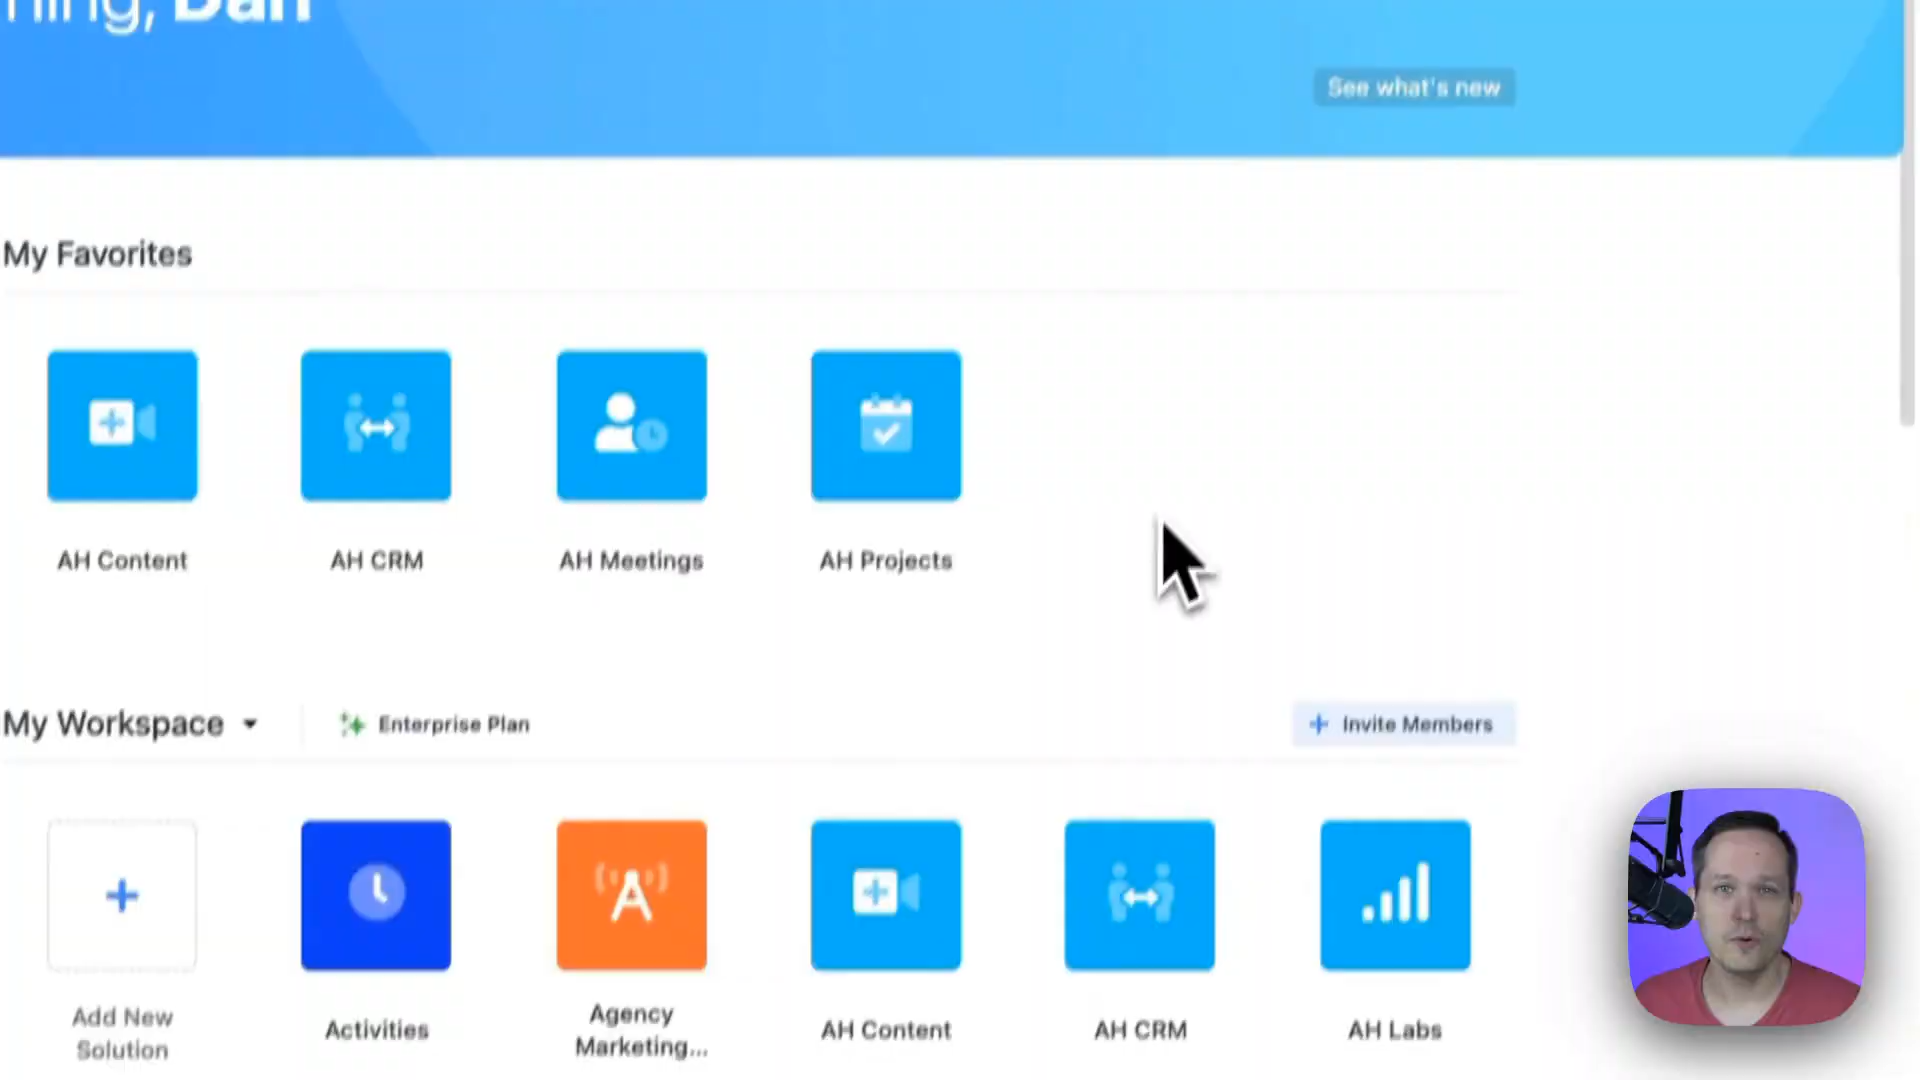 Dan
See what's new
My Favorites
AH Content
AH CRM
AH Meetings
AH Projects
My Workspace
Enterprise Plan
Invite Members
Add New
Solution
Activities
Agency
Marketing...
AH Content
AH CRM
AH Labs